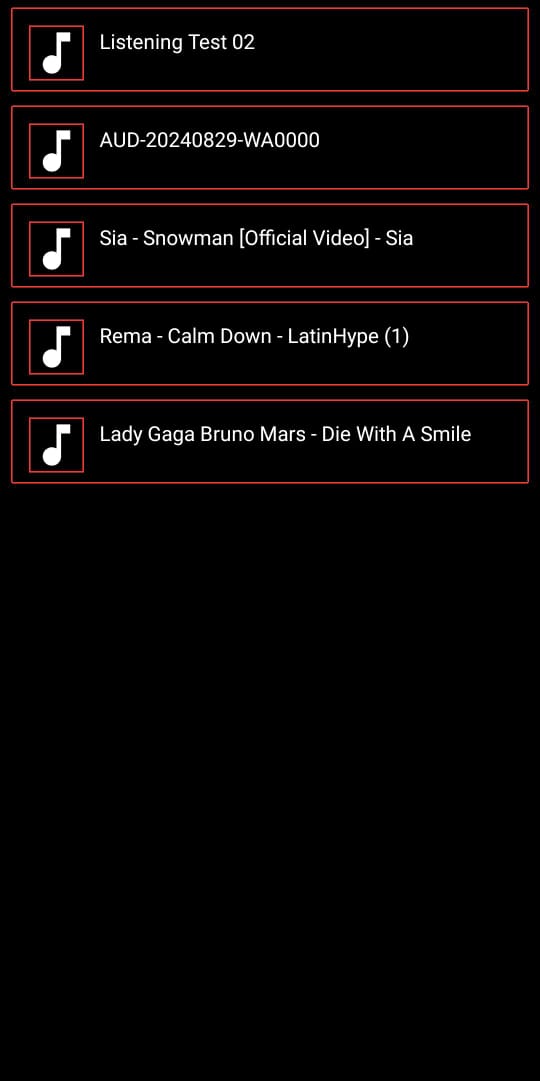 Listening Test 02
AUD-20240829-WA0000
Sia - Snowman [Official Video] - Sia
Rema - Calm Down - LatinHype (1)
Lady Gaga Bruno Mars - Die With A Smile